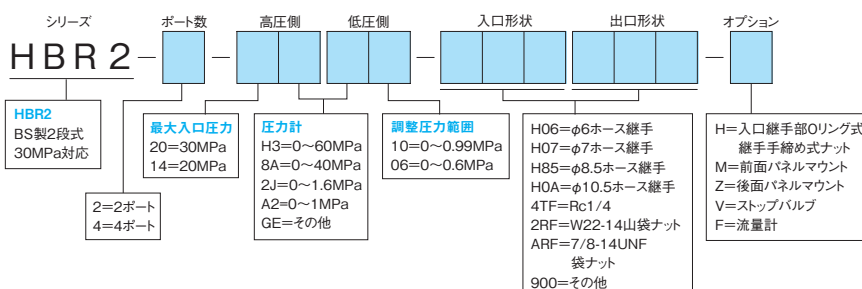 シリーズ
ポート数
高圧側
低圧側
入口形状
出口形状
オプション
HBR2 – – – –
HBR2
BS製2段式
30MPa対応
2=2ポート
4=4ポート
最大入口圧力
20=30MPa
14=20MPa
圧力計
H3=0~60MPa
8A=0~40MPa
2J=0~1.6MPa
A2=0~1MPa
GE=その他
調整圧力範囲
10=0~0.99MPa
06=0~0.6MPa
H06=φ6ホース継手
H07=φ7ホース継手
H85=φ8.5ホース継手
H0A=φ10.5ホース継手
4TF=Rc1/4
2RF=W22-14山袋ナット
ARF=7/8-14UNF
袋ナット
900=その他
H=入口継手部Oリング式
継手手締め式ナット
M=前面パネルマウント
Z=後面パネルマウント
V=ストップバルブ
F=流量計